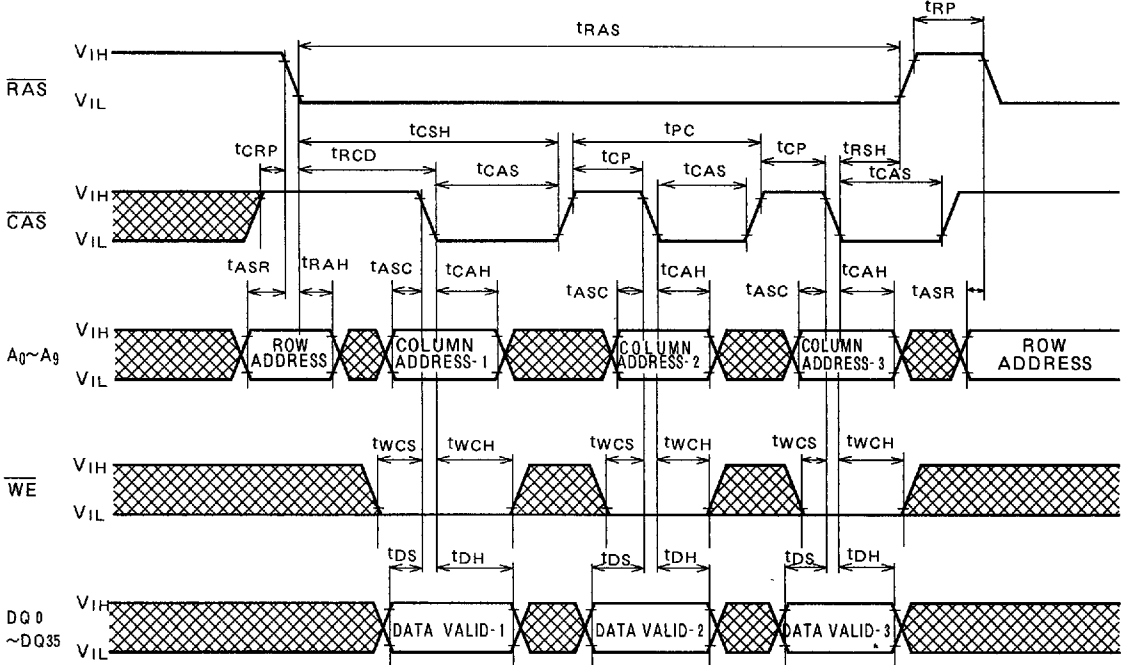 tRP
tRAS
VIH
RAS
VIL
tCSH
tPC
tCRP
tRCD
tCP
tCP
tRSH
tCAS
tCAS
tCAS
VIH
CAS
VIL
tASR
tRAH
tASC
tCAH
tASC
tCAH
tASC
tCAH
tASR
VIH
A0~A9
VIL
ROW
ADDRESS
COLUMN
ADDRESS-1
COLUMN
ADDRESS-2
COLUMN
ADDRESS-3
ROW
ADDRESS
tWCS
tWCH
tWCS
tWCH
tWCS
tWCH
VIH
WE
VIL
tDS
tDH
tDS
tDH
tDS
tDH
VIH
DQ0
~DQ35
VIL
DATA VALID-1
DATA VALID-2
DATA VALID-3